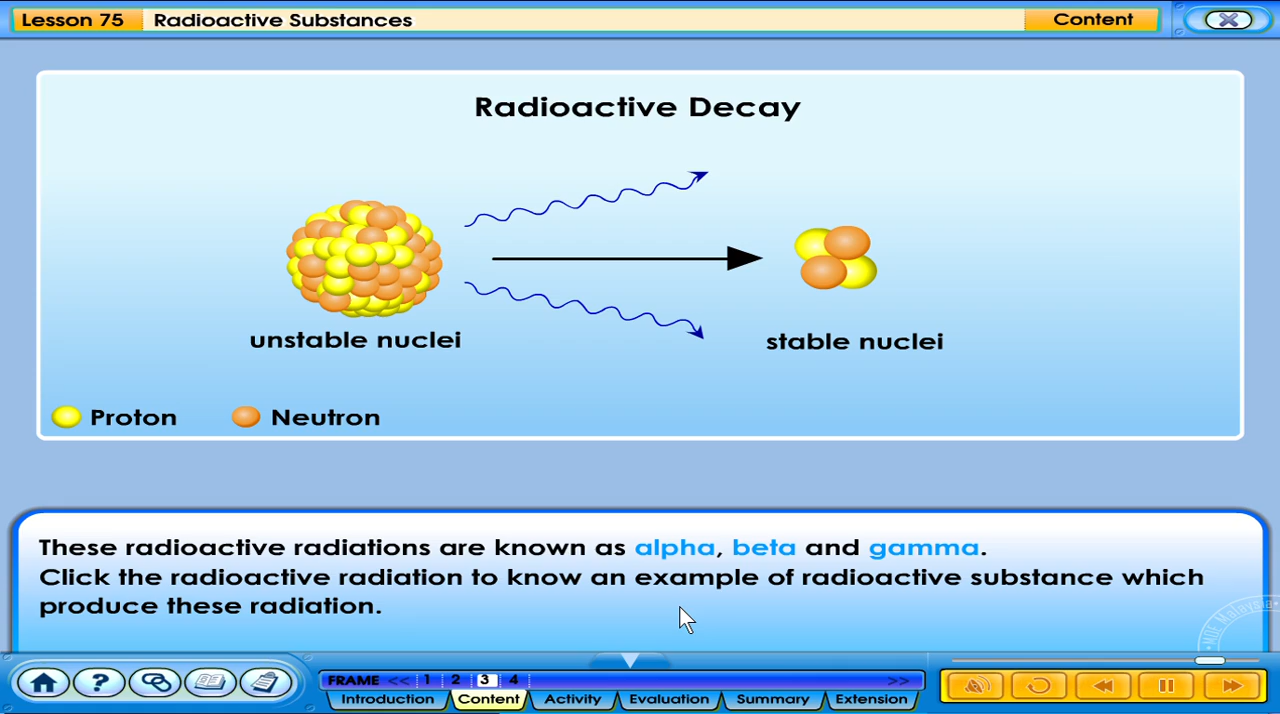 Lesson 75 Radioactive Substances Content
Radioactive Decay
unstable nuclei
stable nuclei
Proton Neutron
These radioactive radiations are known as alpha, beta and gamma.
Click the radioactive radiation to know an example of radioactive substance which
produce these radiation.
MOE Malaysia
? FRAME << 1 2 3 4 >>
Introduction Content Activity Evaluation Summary Extension